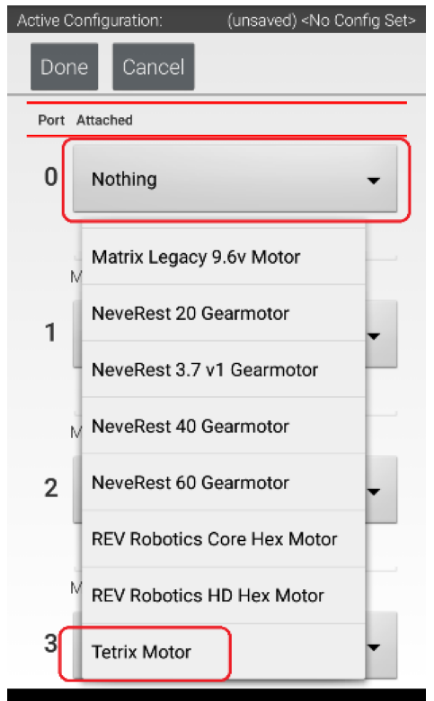 Active Configuration: (unsaved) <No Config Set>
Done Cancel
Port Attached
0 Nothing
Matrix Legacy 9.6v Motor
M
NeveRest 20 Gearmotor
1
NeveRest 3.7 v1 Gearmotor
M NeveRest 40 Gearmotor
2 NeveRest 60 Gearmotor
REV Robotics Core Hex Motor
M REV Robotics HD Hex Motor
3 Tetrix Motor